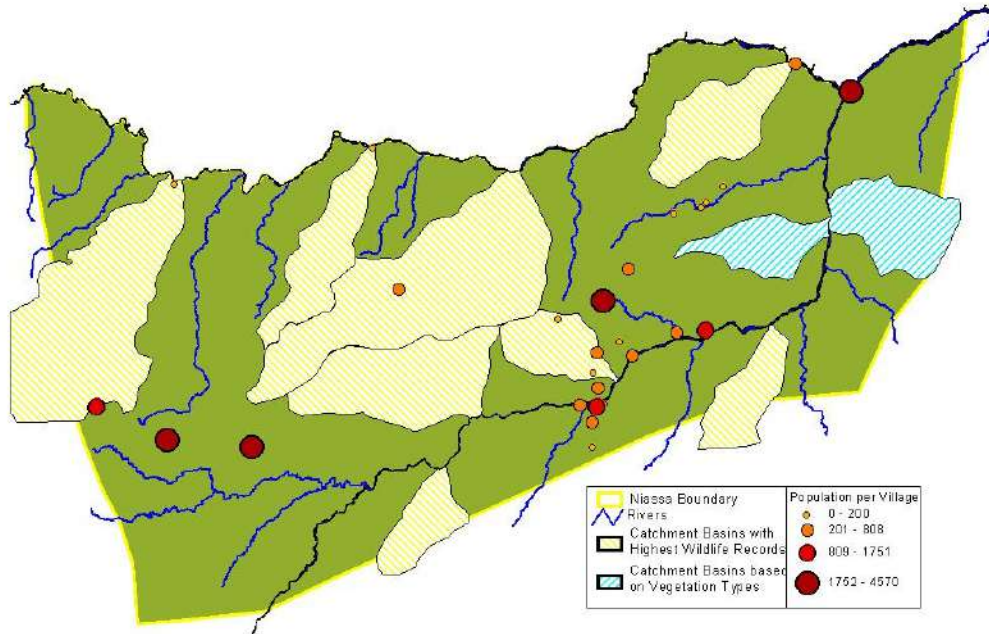 Niassa Boundary
Rivers
Catchment Basins with
Highest Wildlife Records
Catchment Basins based
on Vegetation Types
Population per Village
0 - 200
201 - 808
809 - 1751
1752 - 4570